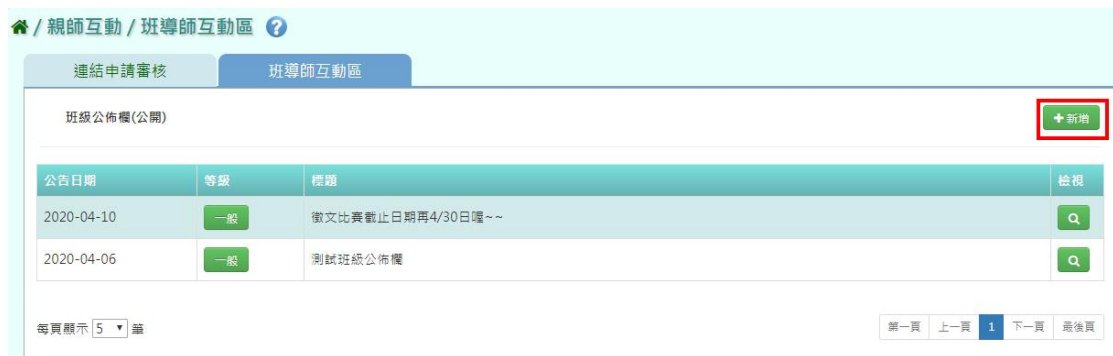 / 親師互動 / 班導師互動區 ?
連結申請審核 班導師互動區
班級公佈欄(公開) +新增
公告日期 等級 標題 檢視
2020-04-10 一般 徵文比賽截止日期再4/30日喔~~
2020-04-06 一般 測試班級公佈欄
每頁顯示 5 筆 第一頁 上一頁 1 下一頁 最後頁